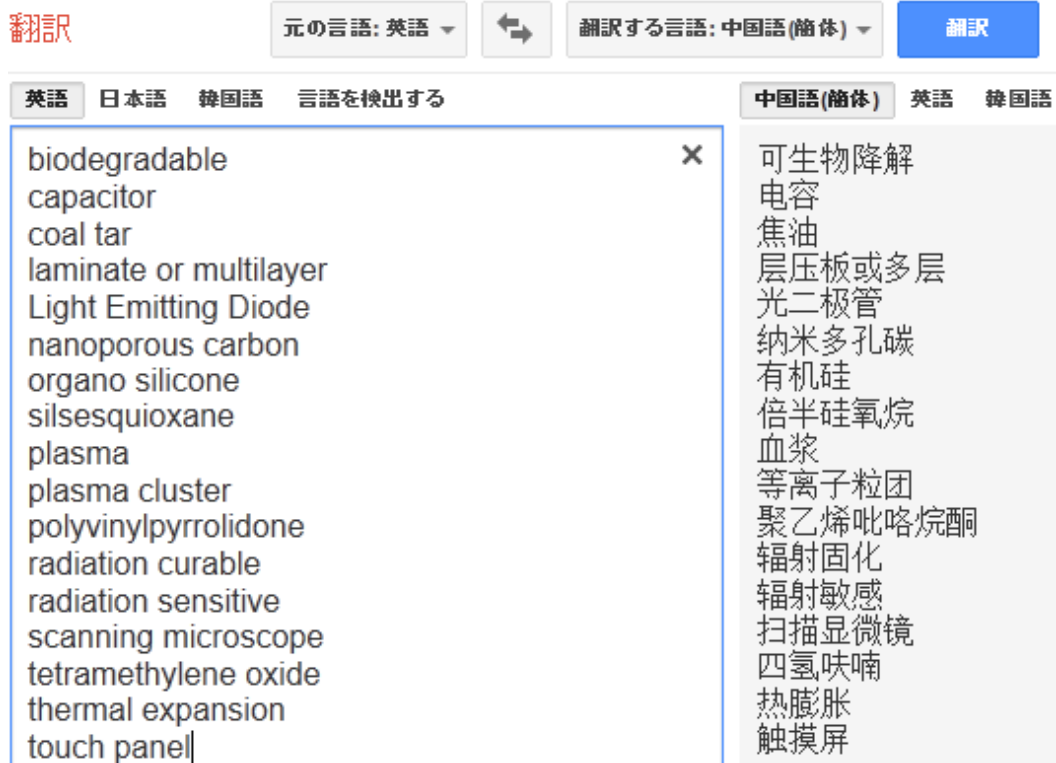 翻訳
元の言語: 英語
翻訳する言語: 中国語(簡体)
翻訳
英語 日本語 韓国語 言語を検出する
中国語(簡体) 英語 韓国語
biodegradable
capacitor
coal tar
laminate or multilayer
Light Emitting Diode
nanoporous carbon
organo silicone
silsesquioxane
plasma
plasma cluster
polyvinylpyrrolidone
radiation curable
radiation sensitive
scanning microscope
tetramethylene oxide
thermal expansion
touch panel
可生物降解
电容
焦油
层压板或多层
光二极管
纳米多孔碳
有机硅
倍半硅氧烷
血浆
等离子粒团
聚乙烯吡咯烷酮
辐射固化
辐射敏感
扫描显微镜
四氢呋喃
热膨胀
触摸屏